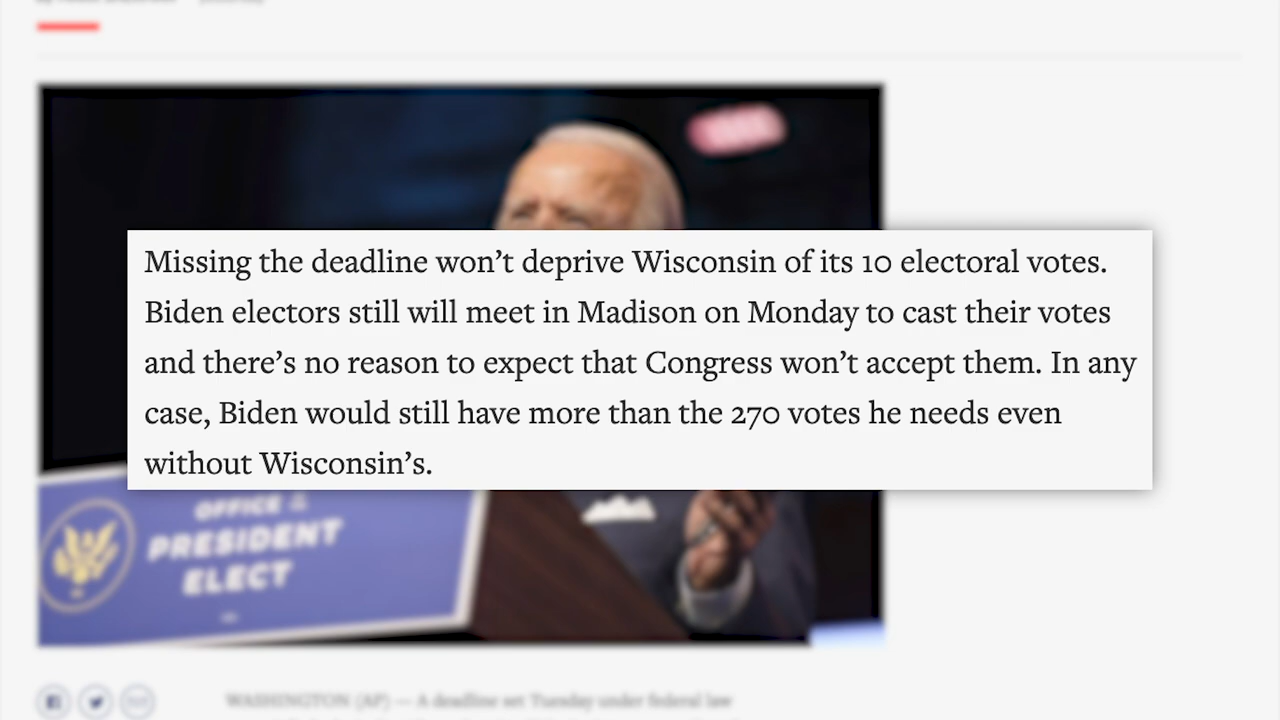 Missing the deadline won’t deprive Wisconsin of its 10 electoral votes.
Biden electors still will meet in Madison on Monday to cast their votes
and there’s no reason to expect that Congress won’t accept them. In any
case, Biden would still have more than the 270 votes he needs even
without Wisconsin’s.
OFFICE OF THE
PRESIDENT
ELECT
WASHINGTON (AP) — A deadline set Tuesday under federal law